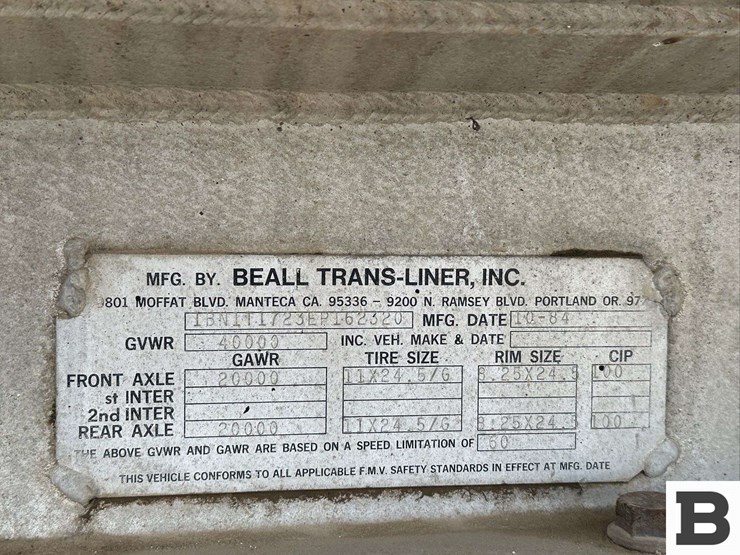 MFG. BY. BEALL TRANS-LINER, INC.
9801 MOFFAT BLVD. MANTECA CA. 95336 - 9200 N. RAMSEY BLVD. PORTLAND OR. 97
MFG. DATE 10-84
GVWR 40000 INC. VEH. MAKE & DATE
GAWR TIRE SIZE RIM SIZE CIP
FRONT AXLE 20000 11X24.5/G 8.25X24.5 100
st INTER
2nd INTER
REAR AXLE 20000 11X24.5/G 8.25X24.5 100
THE ABOVE GVWR AND GAWR ARE BASED ON A SPEED LIMITATION OF 60
THIS VEHICLE CONFORMS TO ALL APPLICABLE F.M.V. SAFETY STANDARDS IN EFFECT AT MFG. DATE
B